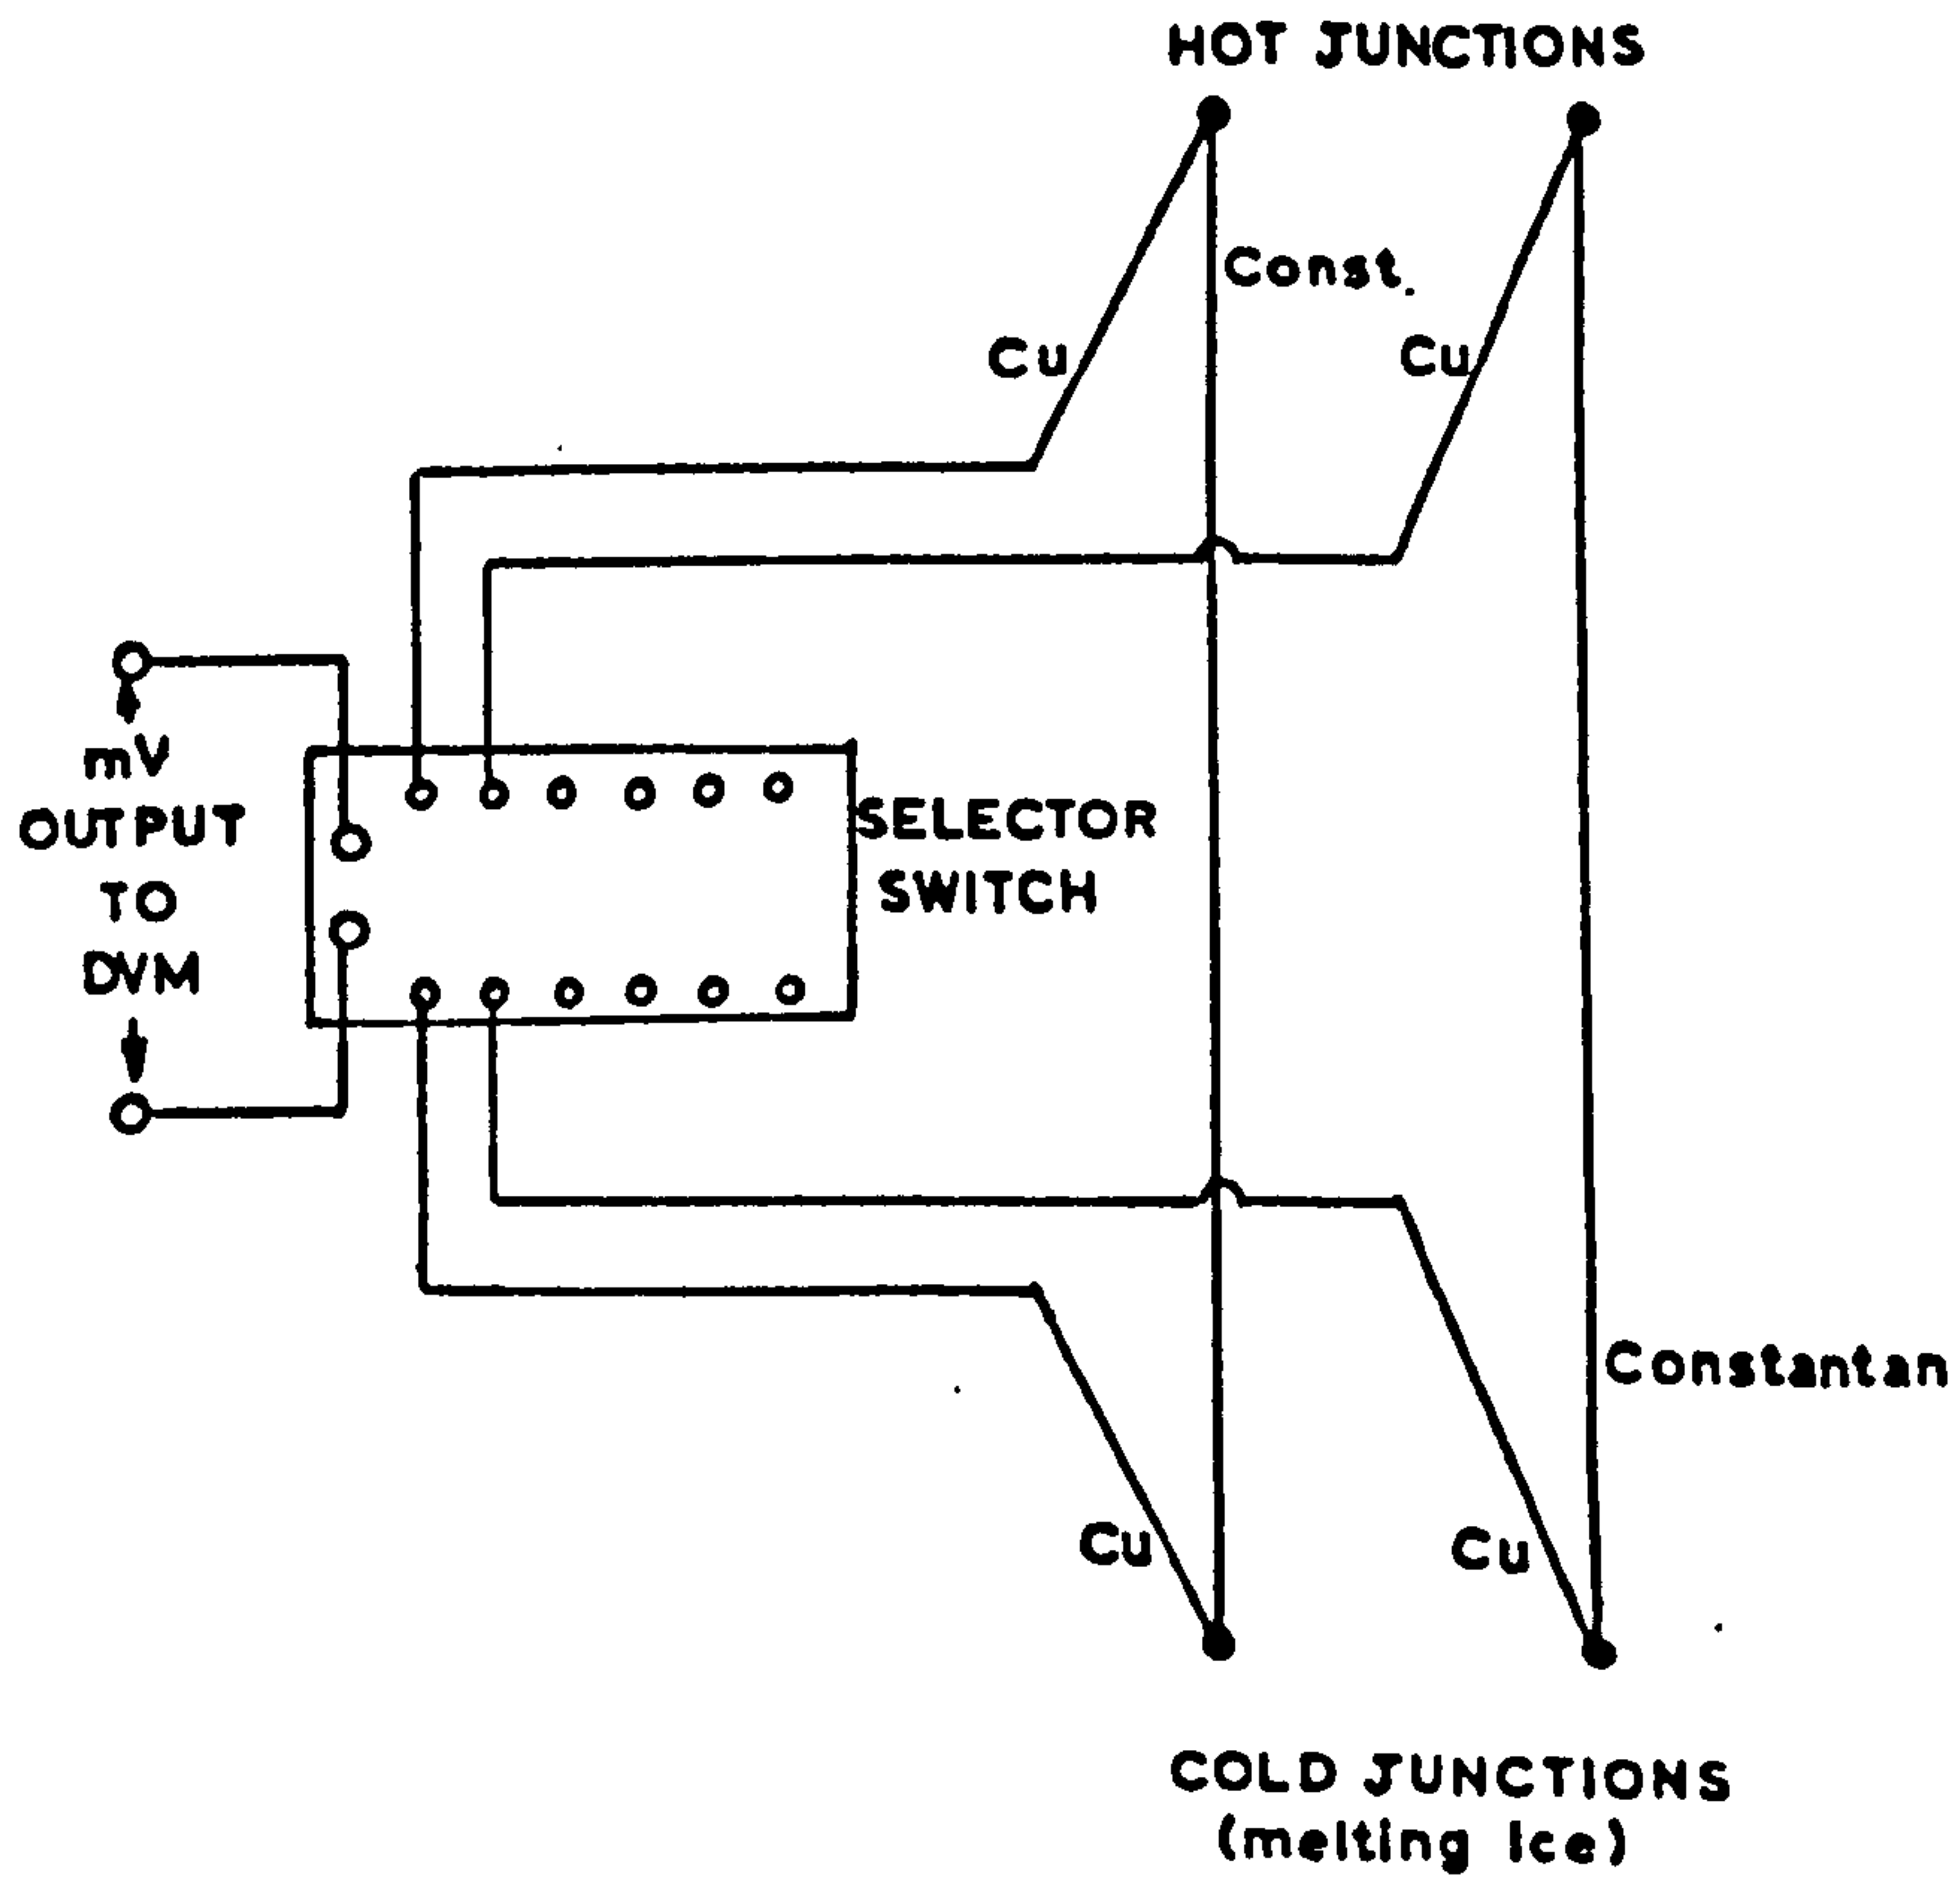 HOT JUNCTIONS
Const.
Cu
Cu
mV
OUTPUT
TO
DVM
SELECTOR
SWITCH
Constantan
Cu
Cu
COLD JUNCTIONS
(melting Ice)